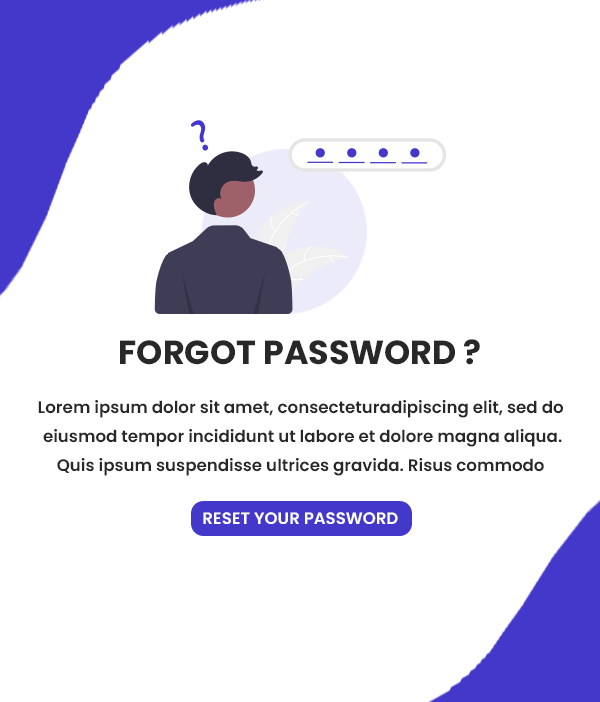 ?
FORGOT PASSWORD ?
Lorem ipsum dolor sit amet, consecteturadipiscing elit, sed do
eiusmod tempor incididunt ut labore et dolore magna aliqua.
Quis ipsum suspendisse ultrices gravida. Risus commodo
RESET YOUR PASSWORD